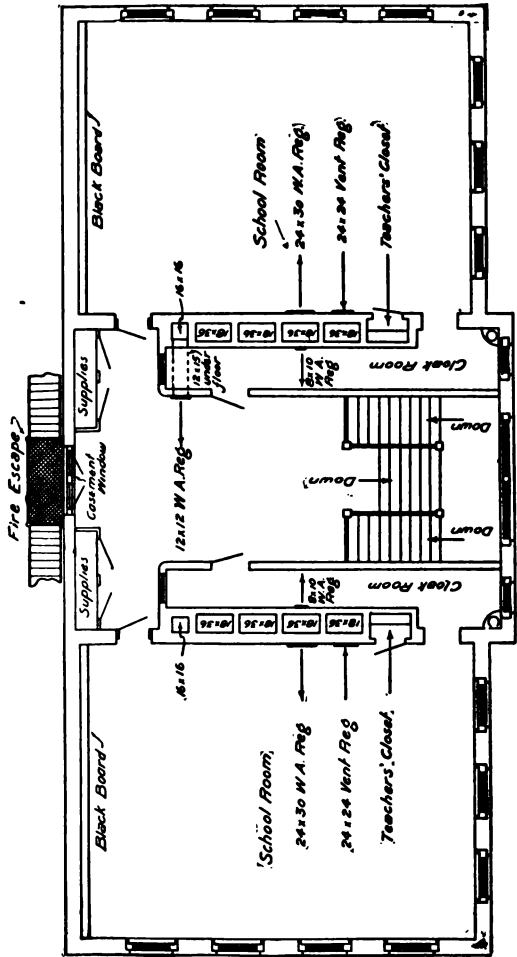 Fire Escape
Supplies
Casement
Window
Supplies
Black Board
Black Board
16x16
18x36
18x36
18x36
18x36
16x16
18x36
18x36
18x36
18x36
12x15
under
floor
12x12 W.A. Reg
8x10
W.A.
Reg
8x10
W.A.
Reg
Cloak Room
Cloak Room
Down
Down
Down
School Room
24x30 W.A. Reg
24x24 Vent Reg
Teachers' Closet
School Room
24x30 W.A. Reg.
24x24 Vent Reg
Teachers' Closet